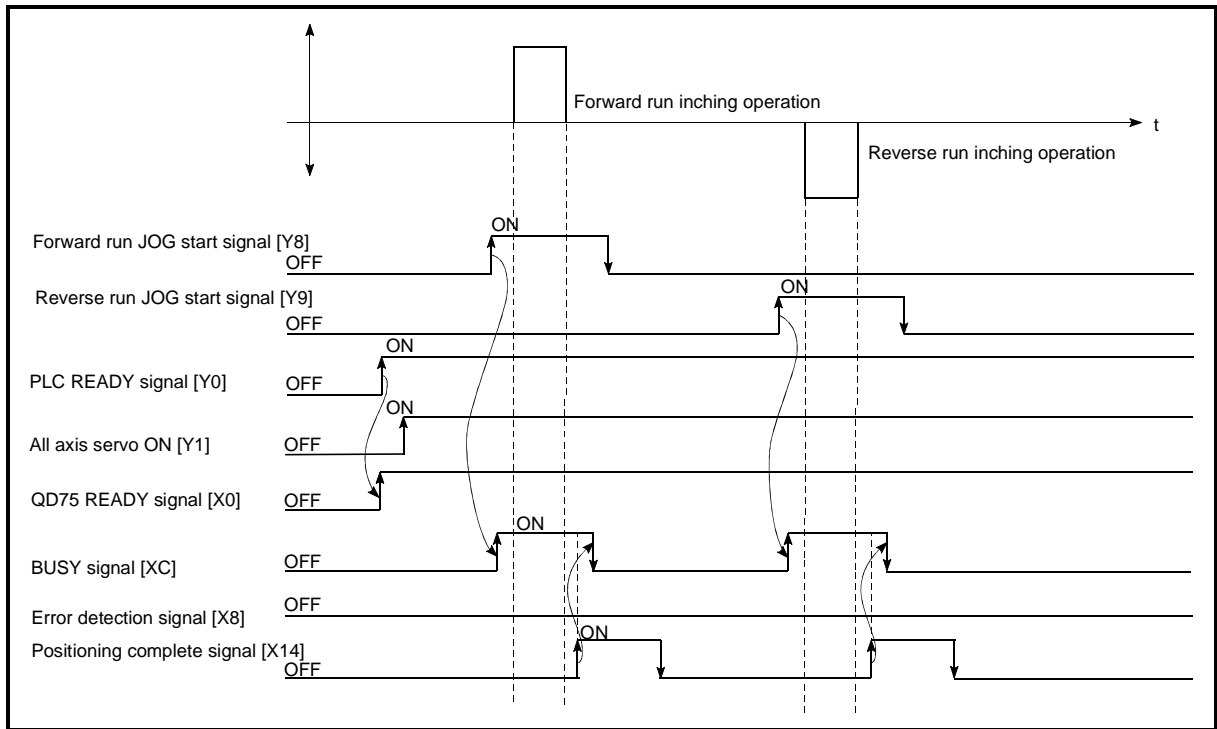 Forward run inching operation
t
Reverse run inching operation
ON
Forward run JOG start signal [Y8]
OFF
ON
Reverse run JOG start signal [Y9]
OFF
ON
PLC READY signal [Y0]
OFF
ON
All axis servo ON [Y1]
OFF
QD75 READY signal [X0]
OFF
ON
BUSY signal [XC]
OFF
OFF
Error detection signal [X8]
ON
Positioning complete signal [X14]
OFF